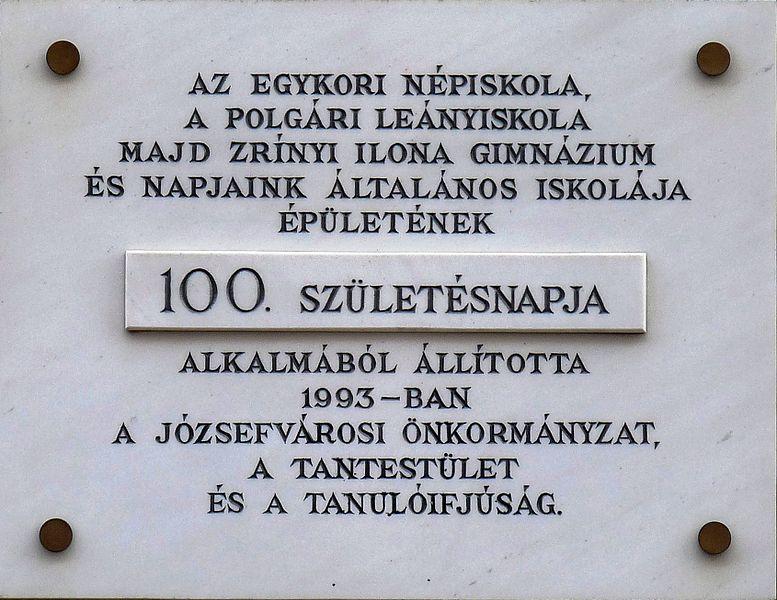 AZ EGYKORI NÉPISKOLA,
A POLGÁRI LEÁNYISKOLA
MAJD ZRÍNYI ILONA GIMNÁZIUM
ÉS NAPJAINK ÁLTALÁNOS ISKOLÁJA
ÉPÜLETÉNEK
100. SZÜLETÉSNAPJA
ALKALMÁBÓL ÁLLÍTOTTA
1993–BAN
A JÓZSEFVÁROSI ÖNKORMÁNYZAT,
A TANTESTÜLET
ÉS A TANULÓIFJÚSÁG.